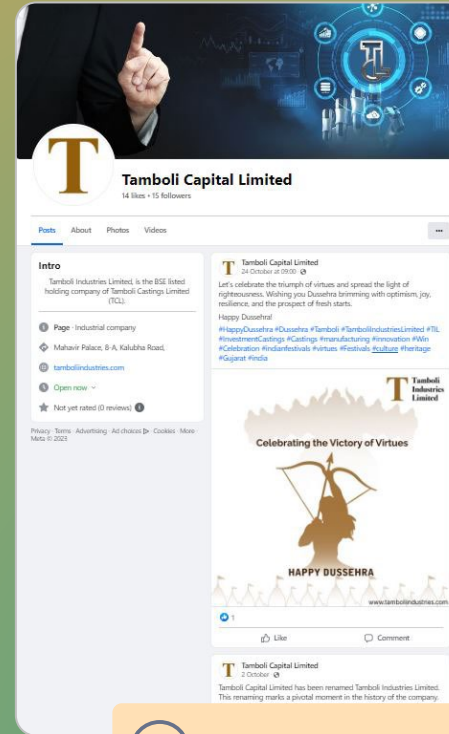 T
Tamboli Capital Limited
14 likes • 15 followers
Posts About Photos Videos
Intro
Tamboli Industries Limited, is the BSE listed
holding company of Tamboli Castings Limited
(TCL).
Page · Industrial company
Mahavir Palace, 8-A, Kalubha Road,
tamboliindustries.com
Open now
Not yet rated (0 reviews)
Privacy · Terms · Advertising · Ad choices · Cookies · More ·
Meta © 2023
T
Tamboli Capital Limited
24 October at 09:00
Let's celebrate the triumph of virtues and spread the light of
righteousness. Wishing you Dussehra brimming with optimism, joy,
resilience, and the prospect of fresh starts.
Happy Dussehra!
#HappyDussehra #Dussehra #Tamboli #TamboliIndustriesLimited #TIL
#InvestmentCastings #Castings #manufacturing #innovation #Win
#Celebration #indianfestivals #virtues #Festivals #culture #heritage
#Gujarat #india
T Tamboli
Industries
Limited
Celebrating the Victory of Virtues
HAPPY DUSSEHRA
www.tamboliindustries.com
1
Like Comment
T
Tamboli Capital Limited
2 October
Tamboli Capital Limited has been renamed Tamboli Industries Limited.
This renaming marks a pivotal moment in the history of the company.